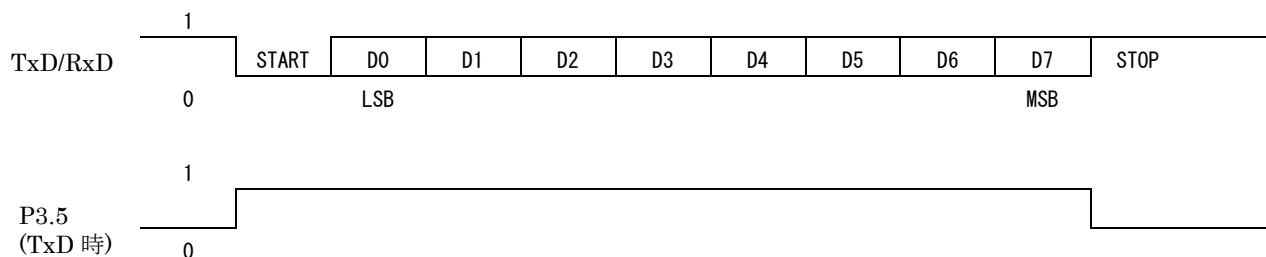 1
TxD/RxD START D0 D1 D2 D3 D4 D5 D6 D7 STOP
0 LSB MSB
1
P3.5
(TxD 時)
0